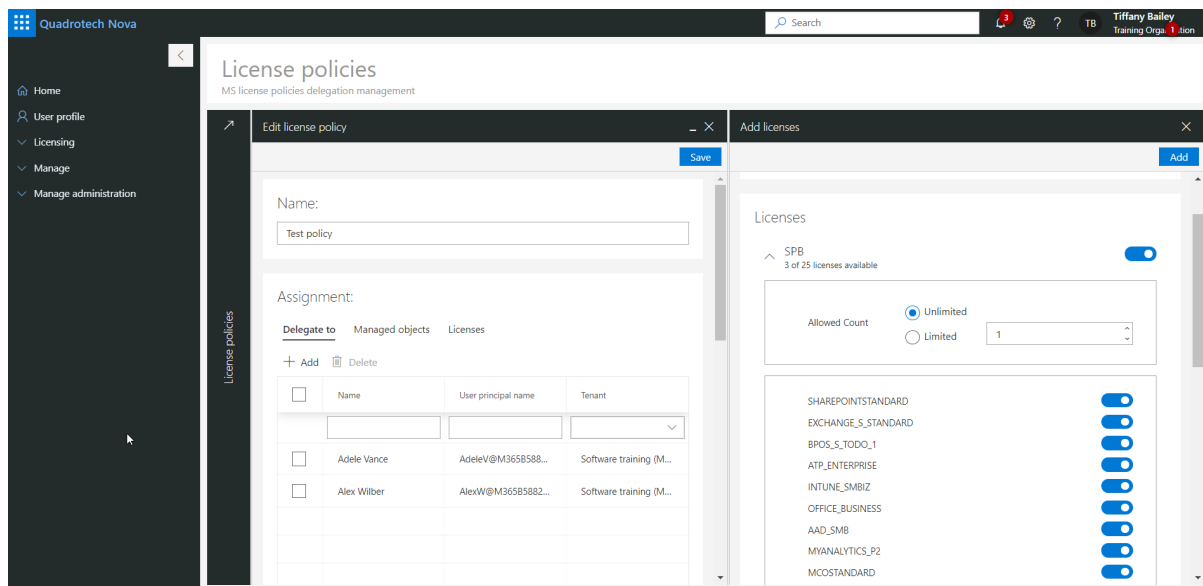 Quadrotech Nova
Search
3
?
TB
Tiffany Bailey
Training Orga
tion
1
Home
User profile
Licensing
Manage
Manage administration
License policies
MS license policies delegation management
License policies
Edit license policy
Save
Name:
Test policy
Assignment:
Delegate to Managed objects Licenses
Add Delete
Name User principal name Tenant
Adele Vance AdeleV@M365B588... Software training (M...
Alex Wilber AlexW@M365B5882... Software training (M...
Add licenses
Add
Licenses
SPB
3 of 25 licenses available
Allowed Count
Unlimited
Limited 1
SHAREPOINTSTANDARD
EXCHANGE_S_STANDARD
BPOS_S_TODO_1
ATP_ENTERPRISE
INTUNE_SMBIZ
OFFICE_BUSINESS
AAD_SMB
MYANALYTICS_P2
MCOSTANDARD